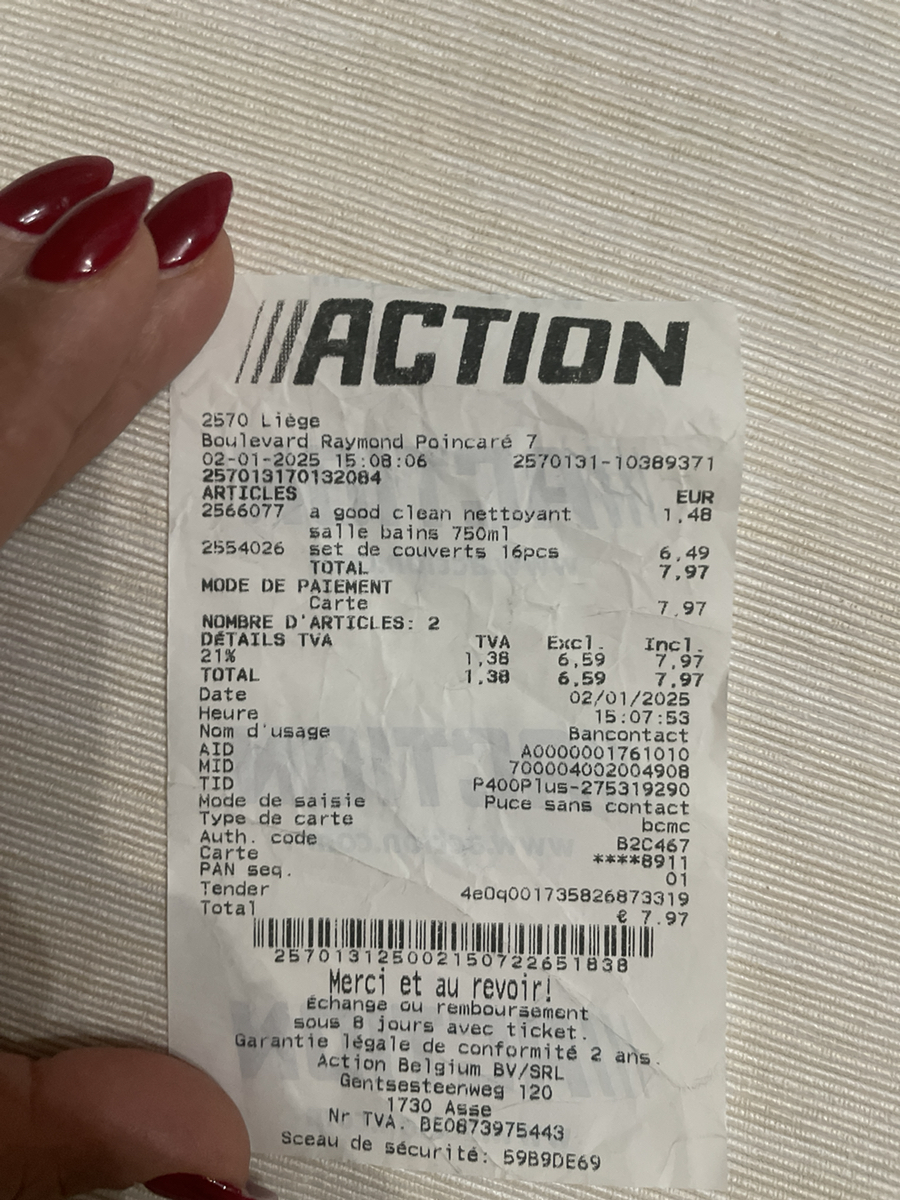 ACTION
2570 Liège
Boulevard Raymond Poincaré 7
02-01-2025 15:08:06 2570131-10389371
257013170132084
ARTICLES EUR
2566077 a good clean nettoyant 1,48
salle bains 750ml
2554026 set de couverts 16pcs 6,49
TOTAL 7,97
MODE DE PAIEMENT
Carte 7,97
NOMBRE D'ARTICLES: 2
DÉTAILS TVA TVA Excl. Incl.
21% 1,38 6,59 7,97
TOTAL 1,38 6,59 7,97
Date 02/01/2025
Heure 15:07:53
Nom d'usage Bancontact
AID A0000001761010
MID 700004002004908
TID P400Plus-275319290
Mode de saisie Puce sans contact
Type de carte bcmc
Auth. code B2C467
Carte ****8911
PAN seq. 01
Tender 4e0q001735826873319
Total € 7.97
257013125002150722651838
Merci et au revoir!
Échange ou remboursement
sous 8 jours avec ticket.
Garantie légale de conformité 2 ans.
Action Belgium BV/SRL
Gentsesteenweg 120
1730 Asse
Nr TVA. BE0873975443
Sceau de sécurité: 59B9DE69